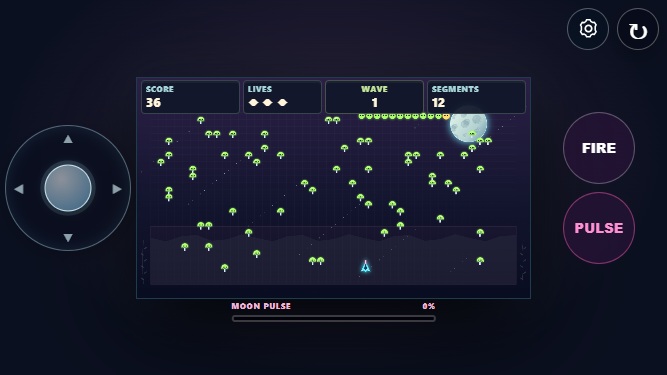 SCORE
36
LIVES
WAVE
1
SEGMENTS
12
FIRE
PULSE
MOON PULSE 0%